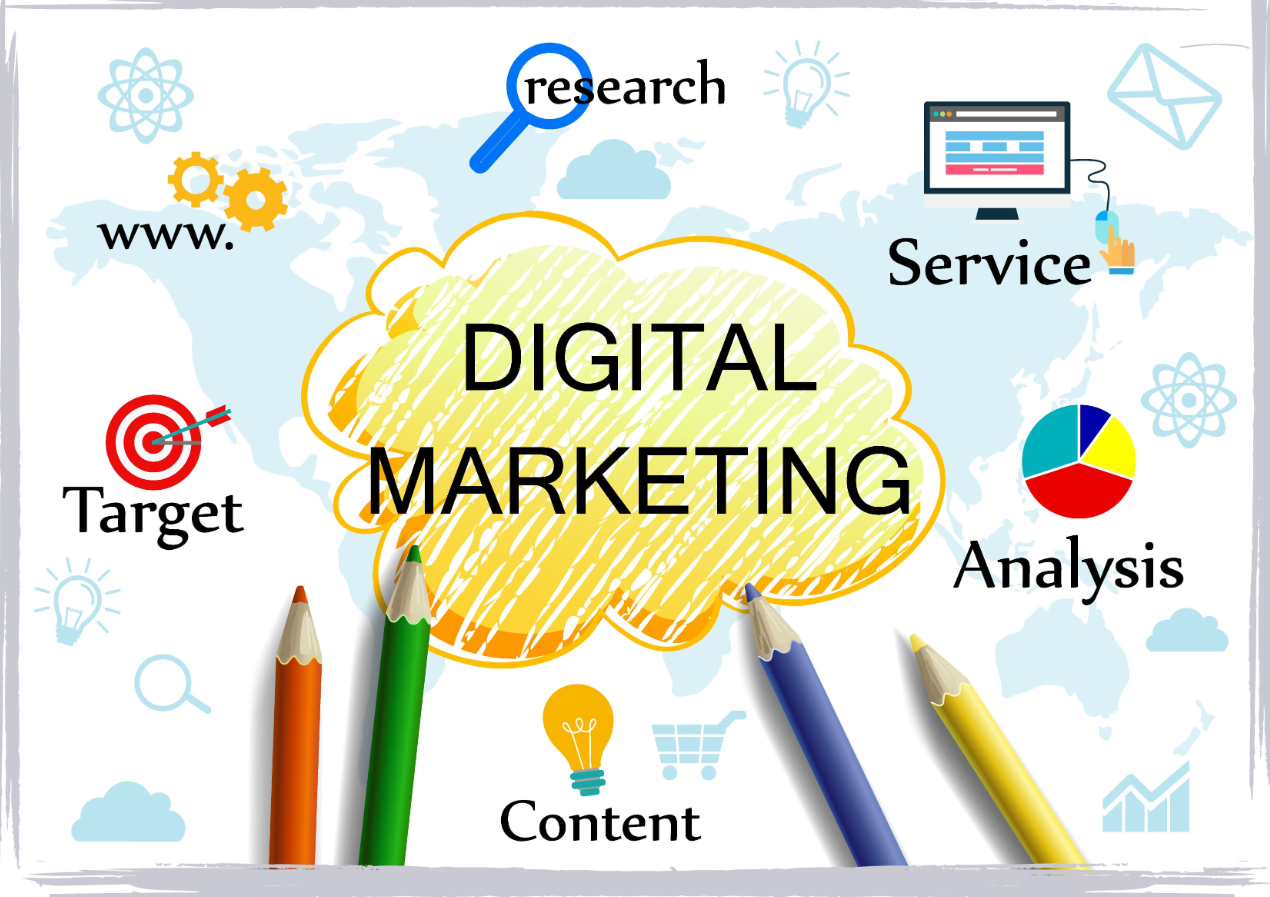 research
www.
Service
DIGITAL
MARKETING
Target
Analysis
Content